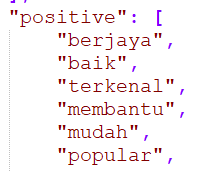 "positive": [
"berjaya",
"baik",
"terkenal",
"membantu",
"mudah",
"popular",